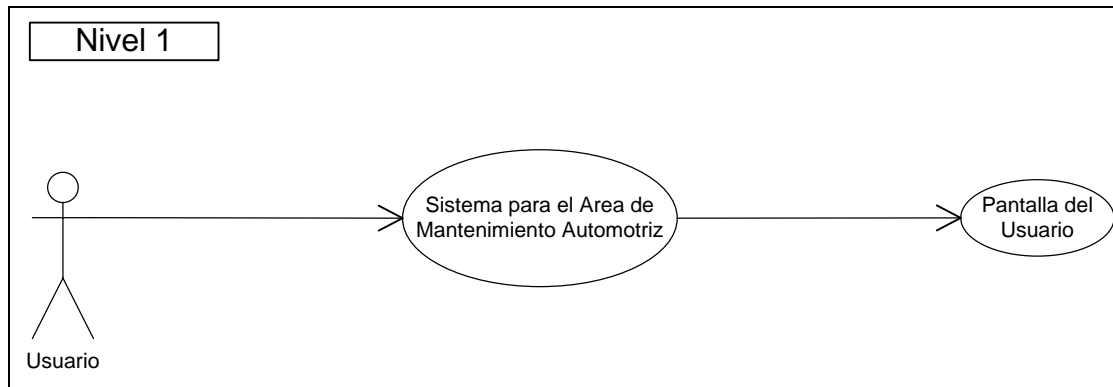 Nivel 1
Sistema para el Area de
Mantenimiento Automotriz
Pantalla del
Usuario
Usuario